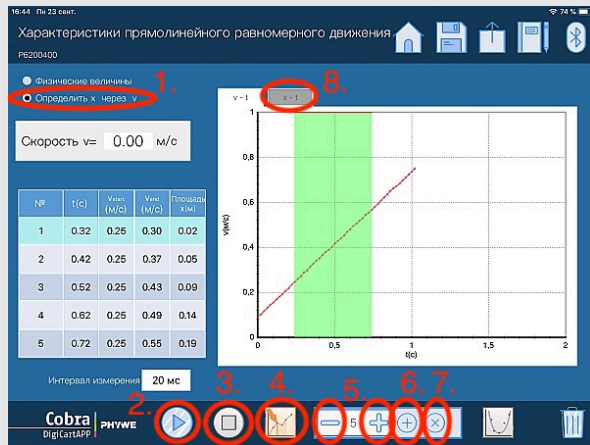 16:44 Пн 23 сент.
74 %
Характеристики прямолинейного равномерного движения
P6200400
Физические величины
1.
Определить x через v
8.
v - t
x - t
Скорость v= 0.00 м/с
№ t(c) Vstart (м/с) Vend (м/с) Площадь x(м)
1 0.32 0.25 0.30 0.02
2 0.42 0.25 0.37 0.05
3 0.52 0.25 0.43 0.09
4 0.62 0.25 0.49 0.14
5 0.72 0.25 0.55 0.19
v(м/с)
1
0,8
0,6
0,4
0,2
0
0 0,5 1 1,5 2
t(c)
Интервал измерения 20 мс
2. 3. 4. 5. 6. 7.
Cobra PHYWE
DigiCartAPP
5